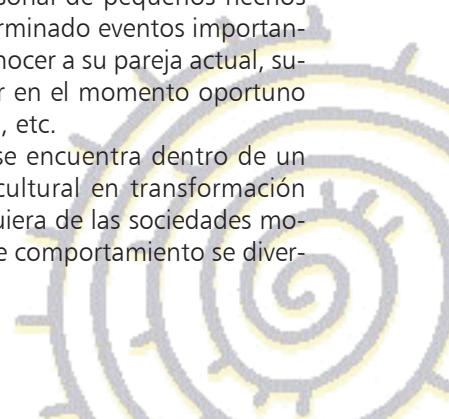 sonal de pequeños hechos
rminado eventos importan-
nocer a su pareja actual, su-
r en el momento oportuno
, etc.
se encuentra dentro de un
cultural en transformación
uiera de las sociedades mo-
e comportamiento se diver-